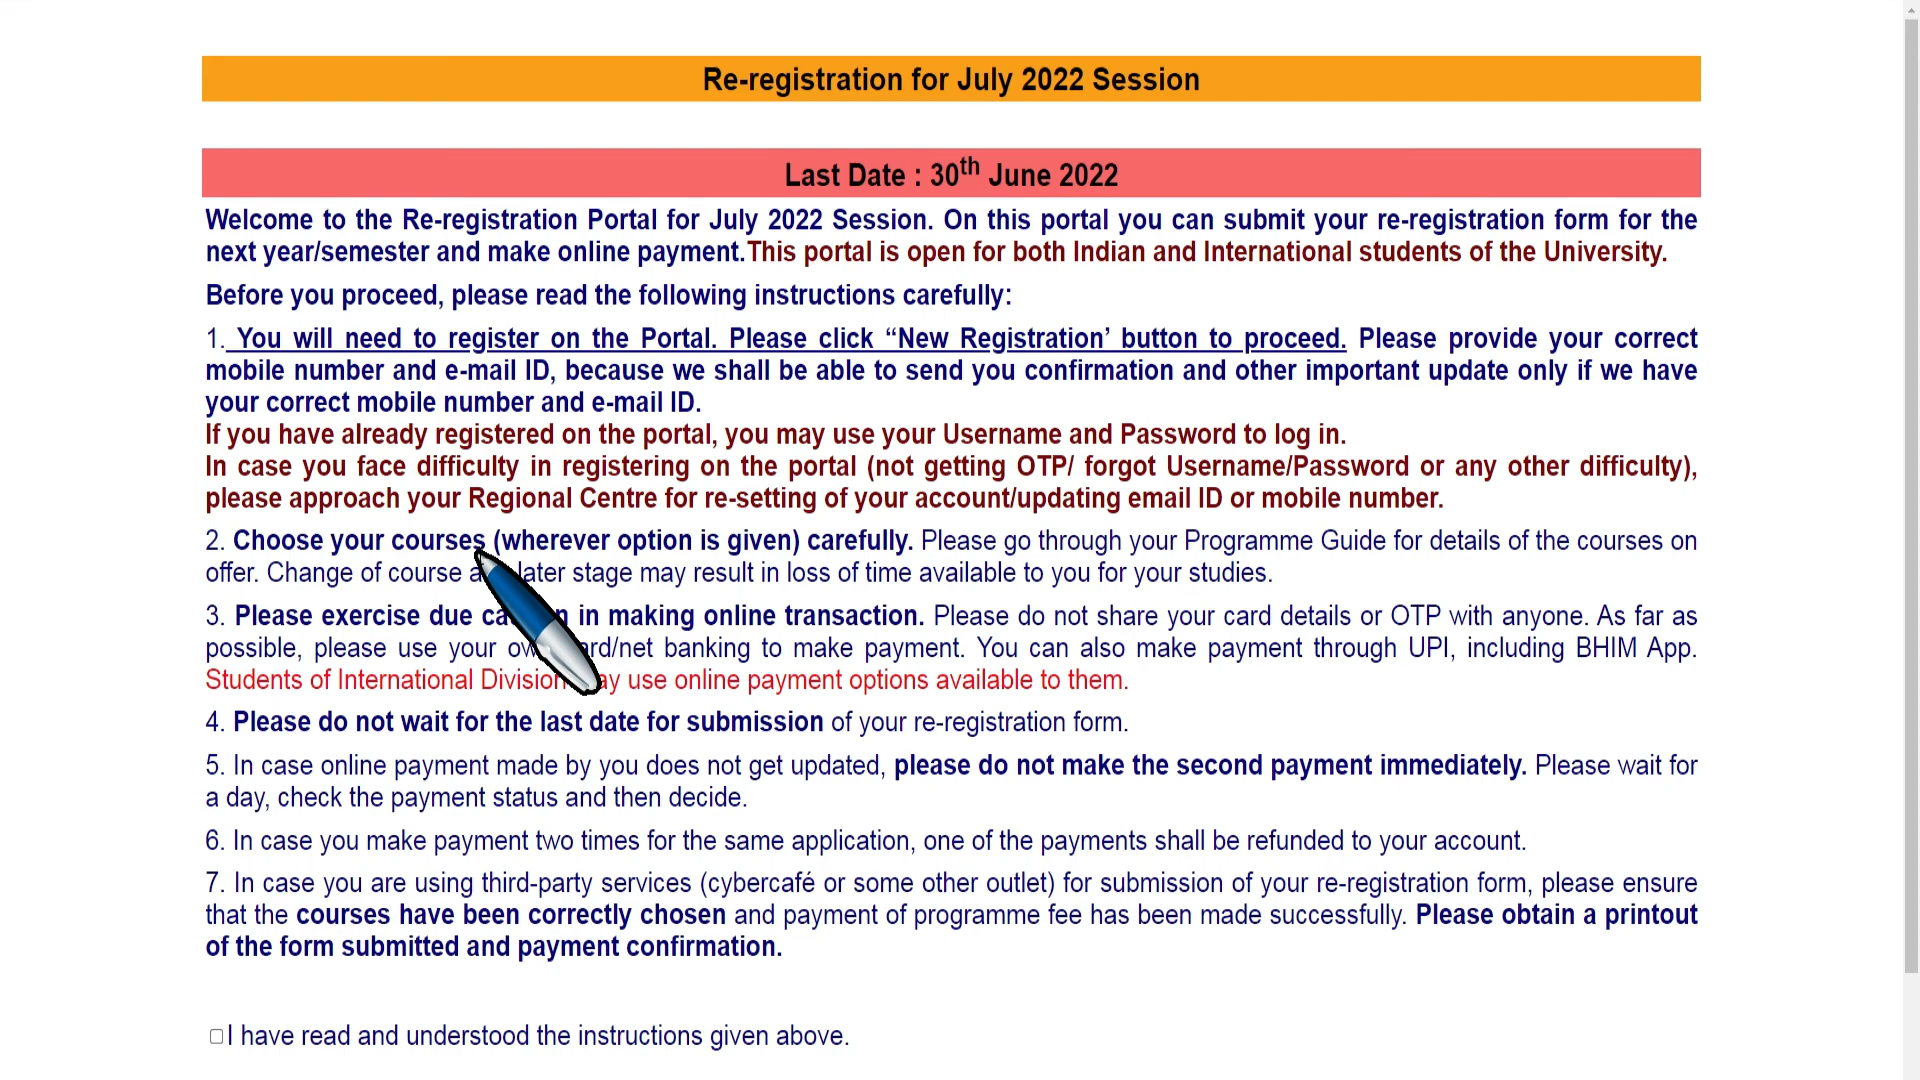 Re-registration for July 2022 Session
Last Date : 30th June 2022
Welcome to the Re-registration Portal for July 2022 Session. On this portal you can submit your re-registration form for the
next year/semester and make online payment.This portal is open for both Indian and International students of the University.
Before you proceed, please read the following instructions carefully:
1. You will need to register on the Portal. Please click “New Registration’ button to proceed. Please provide your correct
mobile number and e-mail ID, because we shall be able to send you confirmation and other important update only if we have
your correct mobile number and e-mail ID.
If you have already registered on the portal, you may use your Username and Password to log in.
In case you face difficulty in registering on the portal (not getting OTP/ forgot Username/Password or any other difficulty),
please approach your Regional Centre for re-setting of your account/updating email ID or mobile number.
2. Choose your courses (wherever option is given) carefully. Please go through your Programme Guide for details of the courses on
offer. Change of course later stage may result in loss of time available to you for your studies.
3. Please exercise due in making online transaction. Please do not share your card details or OTP with anyone. As far as
possible, please use your banking to make payment. You can also make payment through UPI, including BHIM App.
Students of International Division use online payment options available to them.
4. Please do not wait for the last date for submission of your re-registration form.
5. In case online payment made by you does not get updated, please do not make the second payment immediately. Please wait for
a day, check the payment status and then decide.
6. In case you make payment two times for the same application, one of the payments shall be refunded to your account.
7. In case you are using third-party services (cybercafé or some other outlet) for submission of your re-registration form, please ensure
that the courses have been correctly chosen and payment of programme fee has been made successfully. Please obtain a printout
of the form submitted and payment confirmation.
I have read and understood the instructions given above.